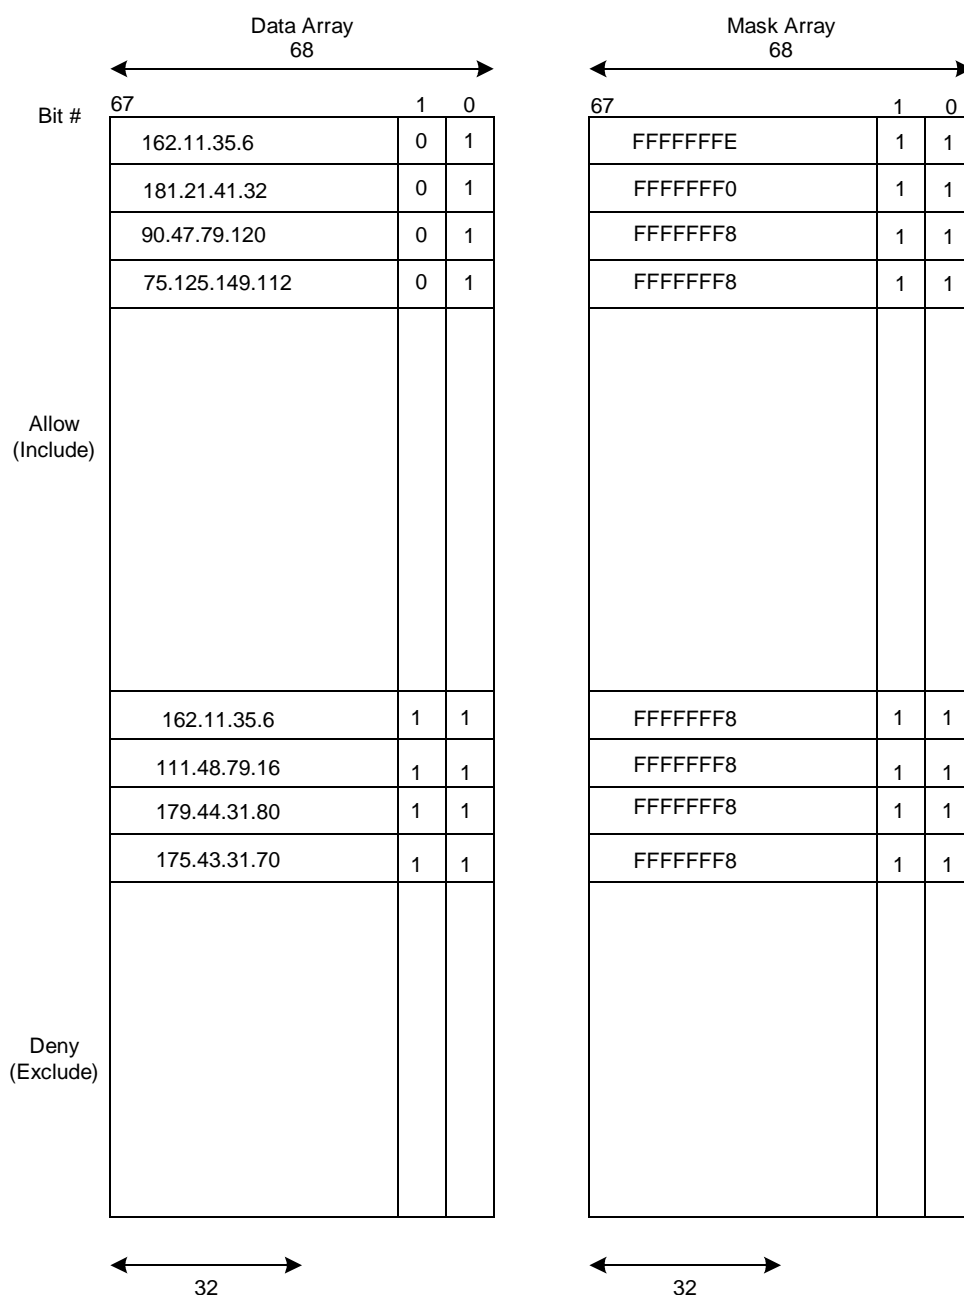 Data Array
68
Mask Array
68
Bit #
67 1 0
67 1 0
162.11.35.6 0 1
FFFFFFFE 1 1
181.21.41.32 0 1
FFFFFFF0 1 1
90.47.79.120 0 1
FFFFFFF8 1 1
75.125.149.112 0 1
FFFFFFF8 1 1
Allow
(Include)
162.11.35.6 1 1
FFFFFFF8 1 1
111.48.79.16 1 1
FFFFFFF8 1 1
179.44.31.80 1 1
FFFFFFF8 1 1
175.43.31.70 1 1
FFFFFFF8 1 1
Deny
(Exclude)
32
32